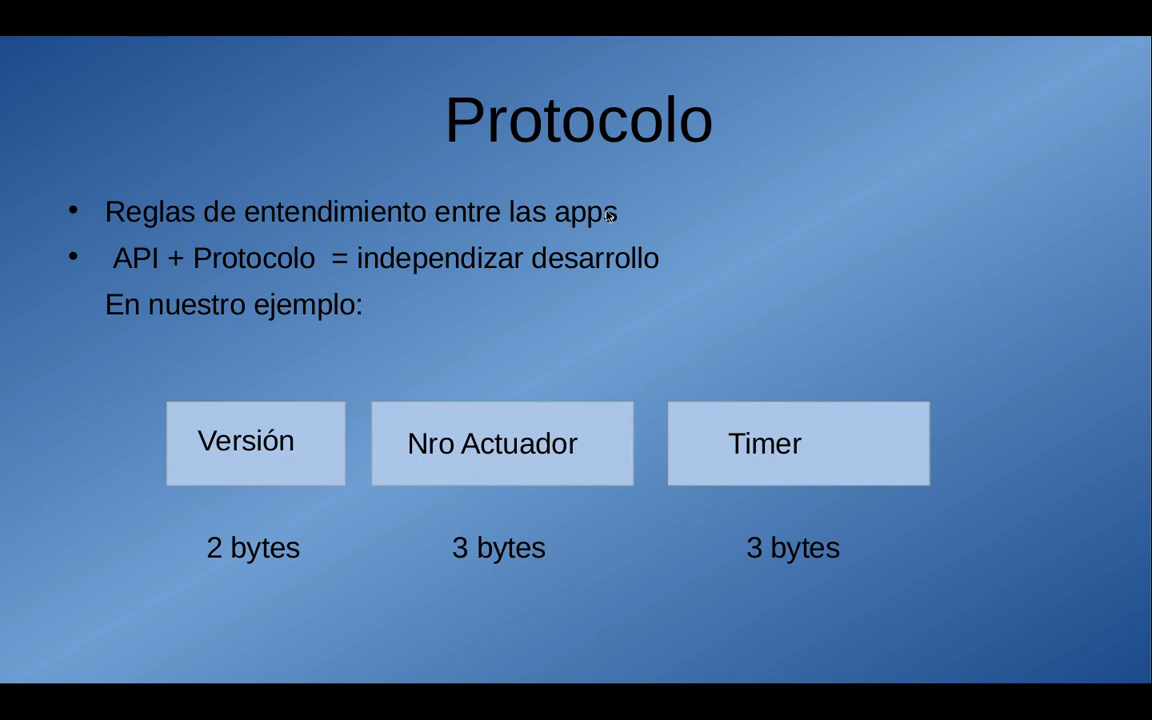 Protocolo
• Reglas de entendimiento entre las apps
• API + Protocolo = independizar desarrollo
En nuestro ejemplo:
Versión Nro Actuador Timer
2 bytes 3 bytes 3 bytes